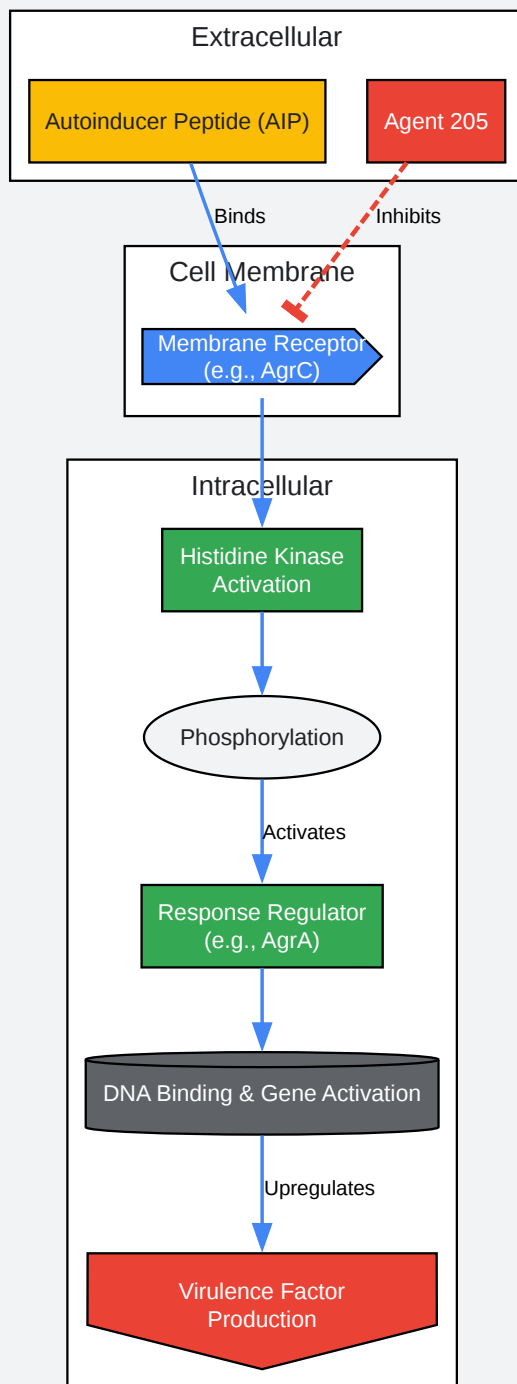 Extracellular
Autoinducer Peptide (AIP)
Agent 205
Binds
Inhibits
Cell Membrane
Membrane Receptor
(e.g., AgrC)
Intracellular
Histidine Kinase
Activation
Phosphorylation
Activates
Response Regulator
(e.g., AgrA)
DNA Binding & Gene Activation
Upregulates
Virulence Factor
Production